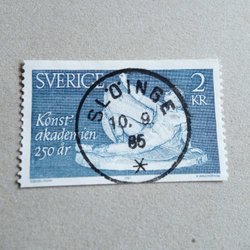 SVERIGE 2
KR
SLÖINGE
10. 9.
85
Konst-
akademien
250 år